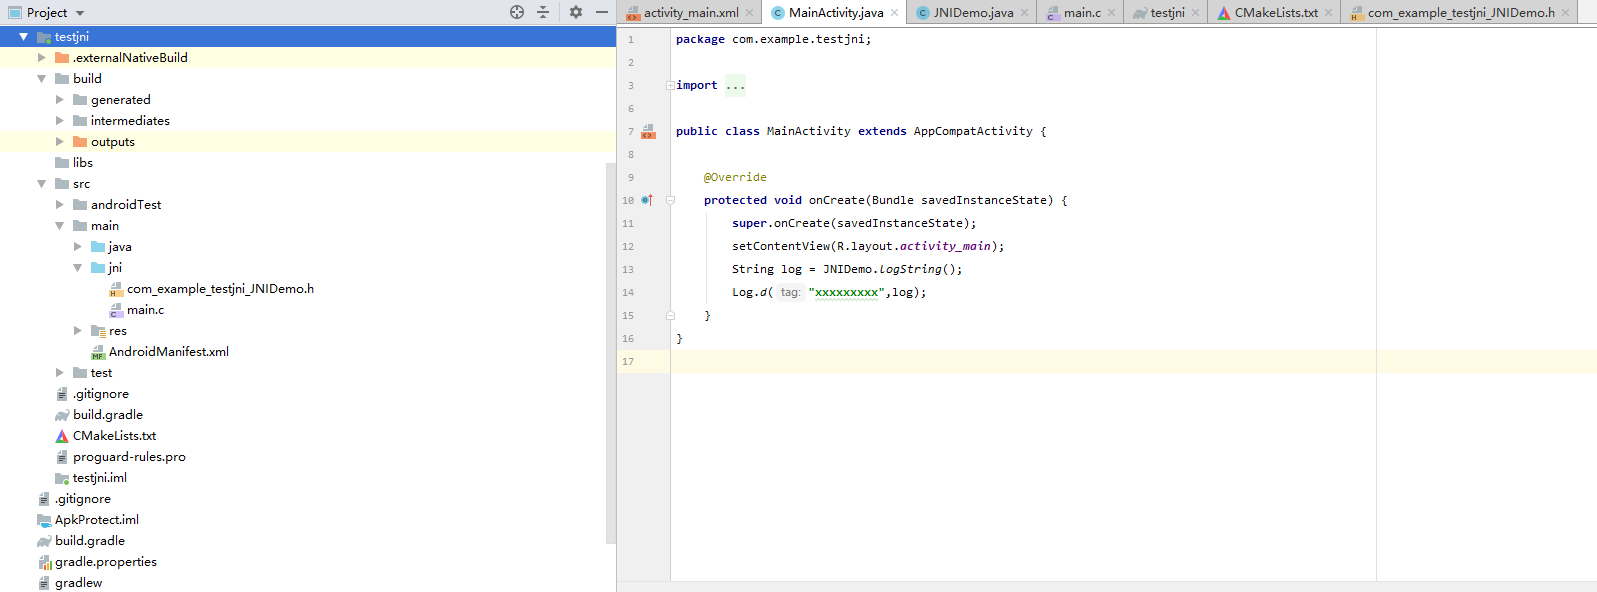 Project
testjni
.externalNativeBuild
build
generated
intermediates
outputs
libs
src
androidTest
main
java
jni
com_example_testjni_JNIDemo.h
main.c
res
AndroidManifest.xml
test
.gitignore
build.gradle
CMakeLists.txt
proguard-rules.pro
testjni.iml
.gitignore
ApkProtect.iml
build.gradle
gradle.properties
gradlew
activity_main.xml MainActivity.java JNIDemo.java main.c testjni CMakeLists.txt com_example_testjni_JNIDemo.h
1 package com.example.testjni;
2
3 import ...
6
7 public class MainActivity extends AppCompatActivity {
8
9 @Override
10 protected void onCreate(Bundle savedInstanceState) {
11 super.onCreate(savedInstanceState);
12 setContentView(R.layout.activity_main);
13 String log = JNIDemo.logString();
14 Log.d( tag: "xxxxxxxxx",log);
15 }
16 }
17